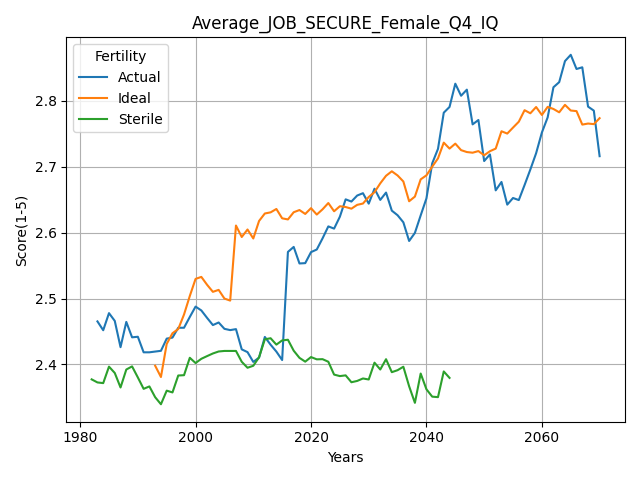 Average_JOB_SECURE_Female_Q4_IQ
Fertility
Actual
Ideal
Sterile
Score(1-5)
2.8
2.7
2.6
2.5
2.4
1980
2000
2020
2040
2060
Years